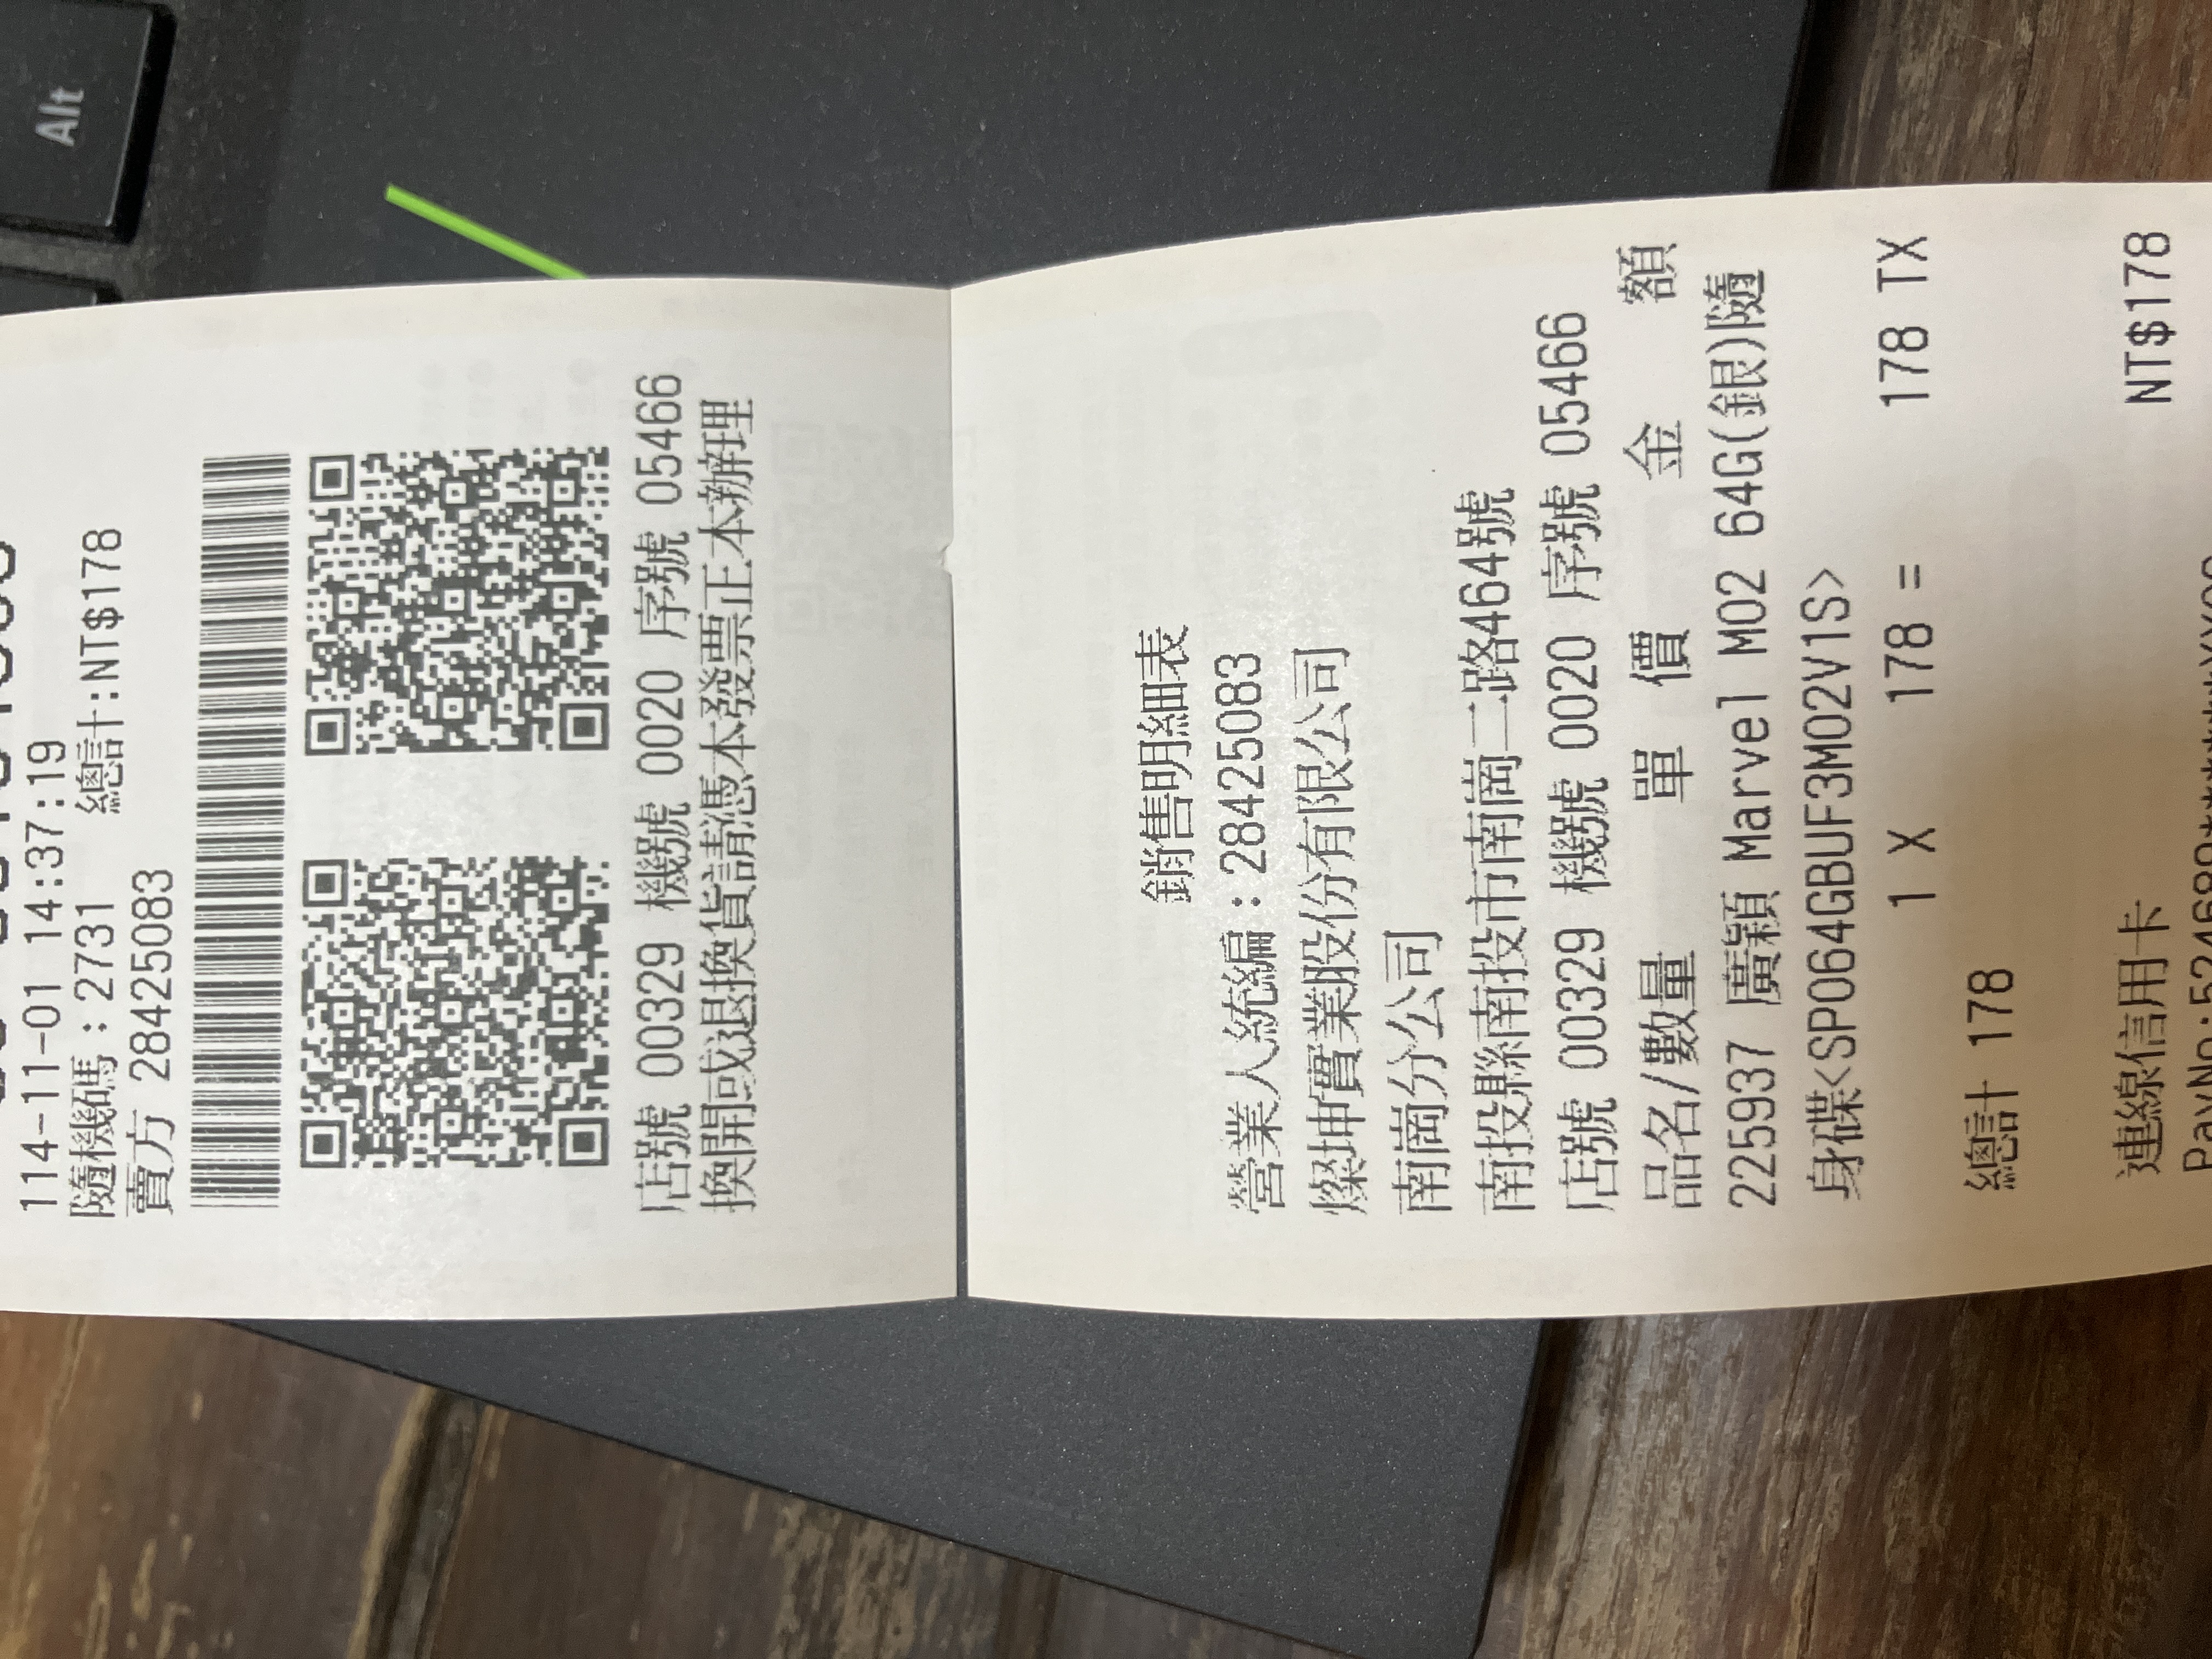 Alt
114-11-01 14:37:19
隨機碼：2731 總計:NT$178
賣方 28425083
店號 00329 機號 0020 序號 05466
換開或退換貨請憑本發票正本辦理
銷售明細表
營業人統編：28425083
燦坤實業股份有限公司
南崗分公司
南投縣南投市南崗二路464號
店號 00329 機號 0020 序號 05466
品名/數量 單 價 金 額
225937 廣穎 Marvel M02 64G(銀)隨
身碟<SP064GBUF3M02V1S>
1 X 178 = 178 TX
總計 178
連線信用卡 NT$178